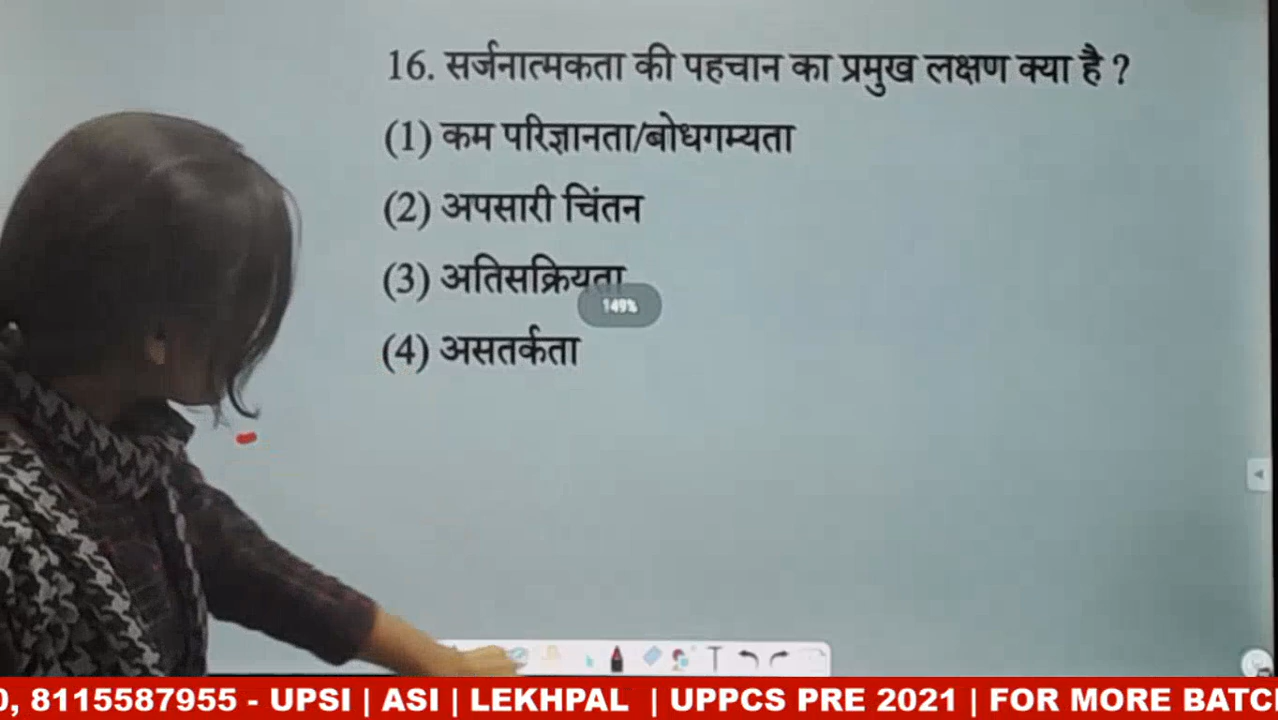 16. सर्जनात्मकता की पहचान का प्रमुख लक्षण क्या है ?
(1) कम परिज्ञानता/बोधगम्यता
(2) अपसारी चिंतन
(3) अतिसक्रियता
149%
(4) असतर्कता
T
0, 8115587955 - UPSI | ASI | LEKHPAL | UPPCS PRE 2021 | FOR MORE BATC